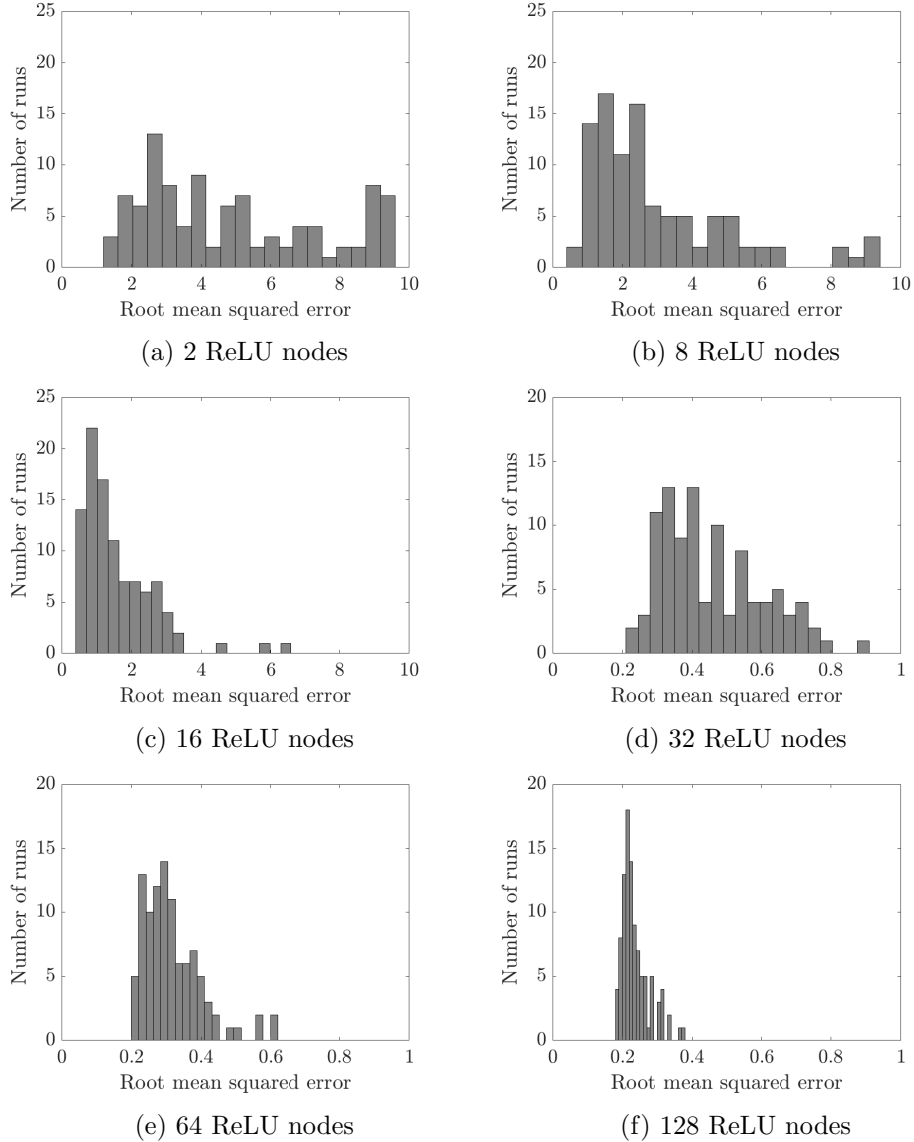 25
20
15
10
5
0
Number of runs
0 2 4 6 8 10
Root mean squared error
(a) 2 ReLU nodes
25
20
15
10
5
0
Number of runs
0 2 4 6 8 10
Root mean squared error
(b) 8 ReLU nodes
25
20
15
10
5
0
Number of runs
0 2 4 6 8 10
Root mean squared error
(c) 16 ReLU nodes
20
15
10
5
0
Number of runs
0 0.2 0.4 0.6 0.8 1
Root mean squared error
(d) 32 ReLU nodes
20
15
10
5
0
Number of runs
0 0.2 0.4 0.6 0.8 1
Root mean squared error
(e) 64 ReLU nodes
20
15
10
5
0
Number of runs
0 0.2 0.4 0.6 0.8 1
Root mean squared error
(f) 128 ReLU nodes